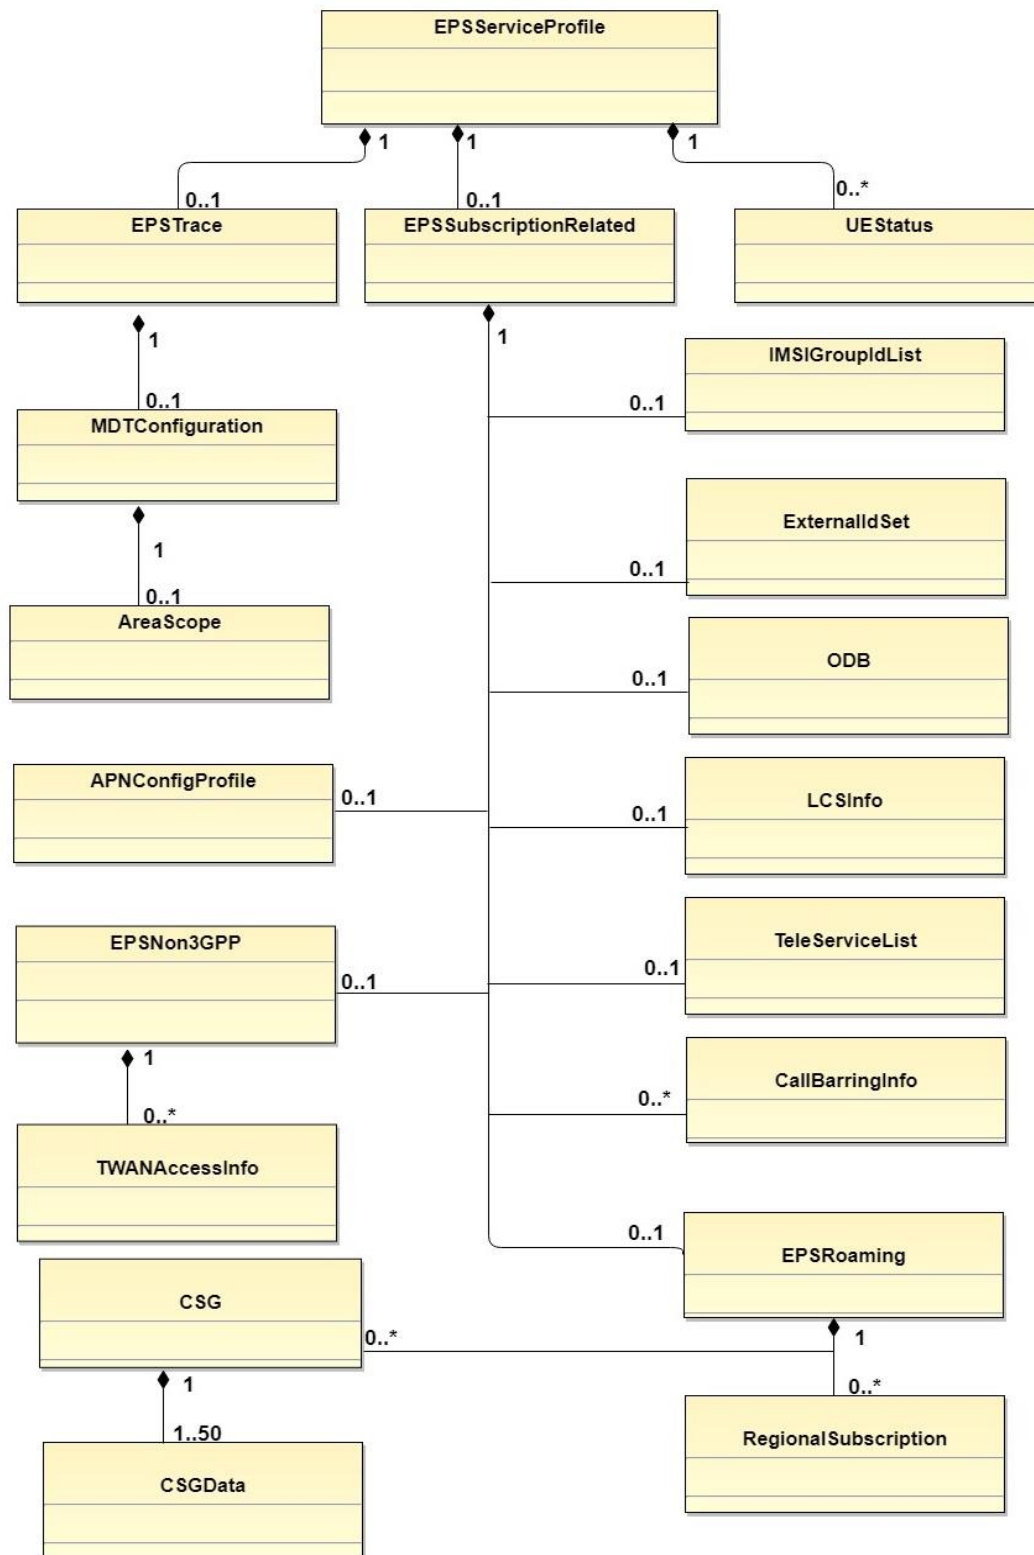 EPSServiceProfile
1
1
1
0..1
0..1
0..*
EPSTrace
EPSSubscriptionRelated
UEStatus
1
1
IMSIGroupIdList
0..1
0..1
MDTConfiguration
ExternalIdSet
1
0..1
0..1
AreaScope
ODB
0..1
APNConfigProfile
0..1
LCSInfo
0..1
EPSNon3GPP
TeleServiceList
0..1
0..1
1
CallBarringInfo
0..*
0..*
TWANAccessInfo
0..1
EPSRoaming
CSG
0..*
1
1
0..*
1..50
RegionalSubscription
CSGData